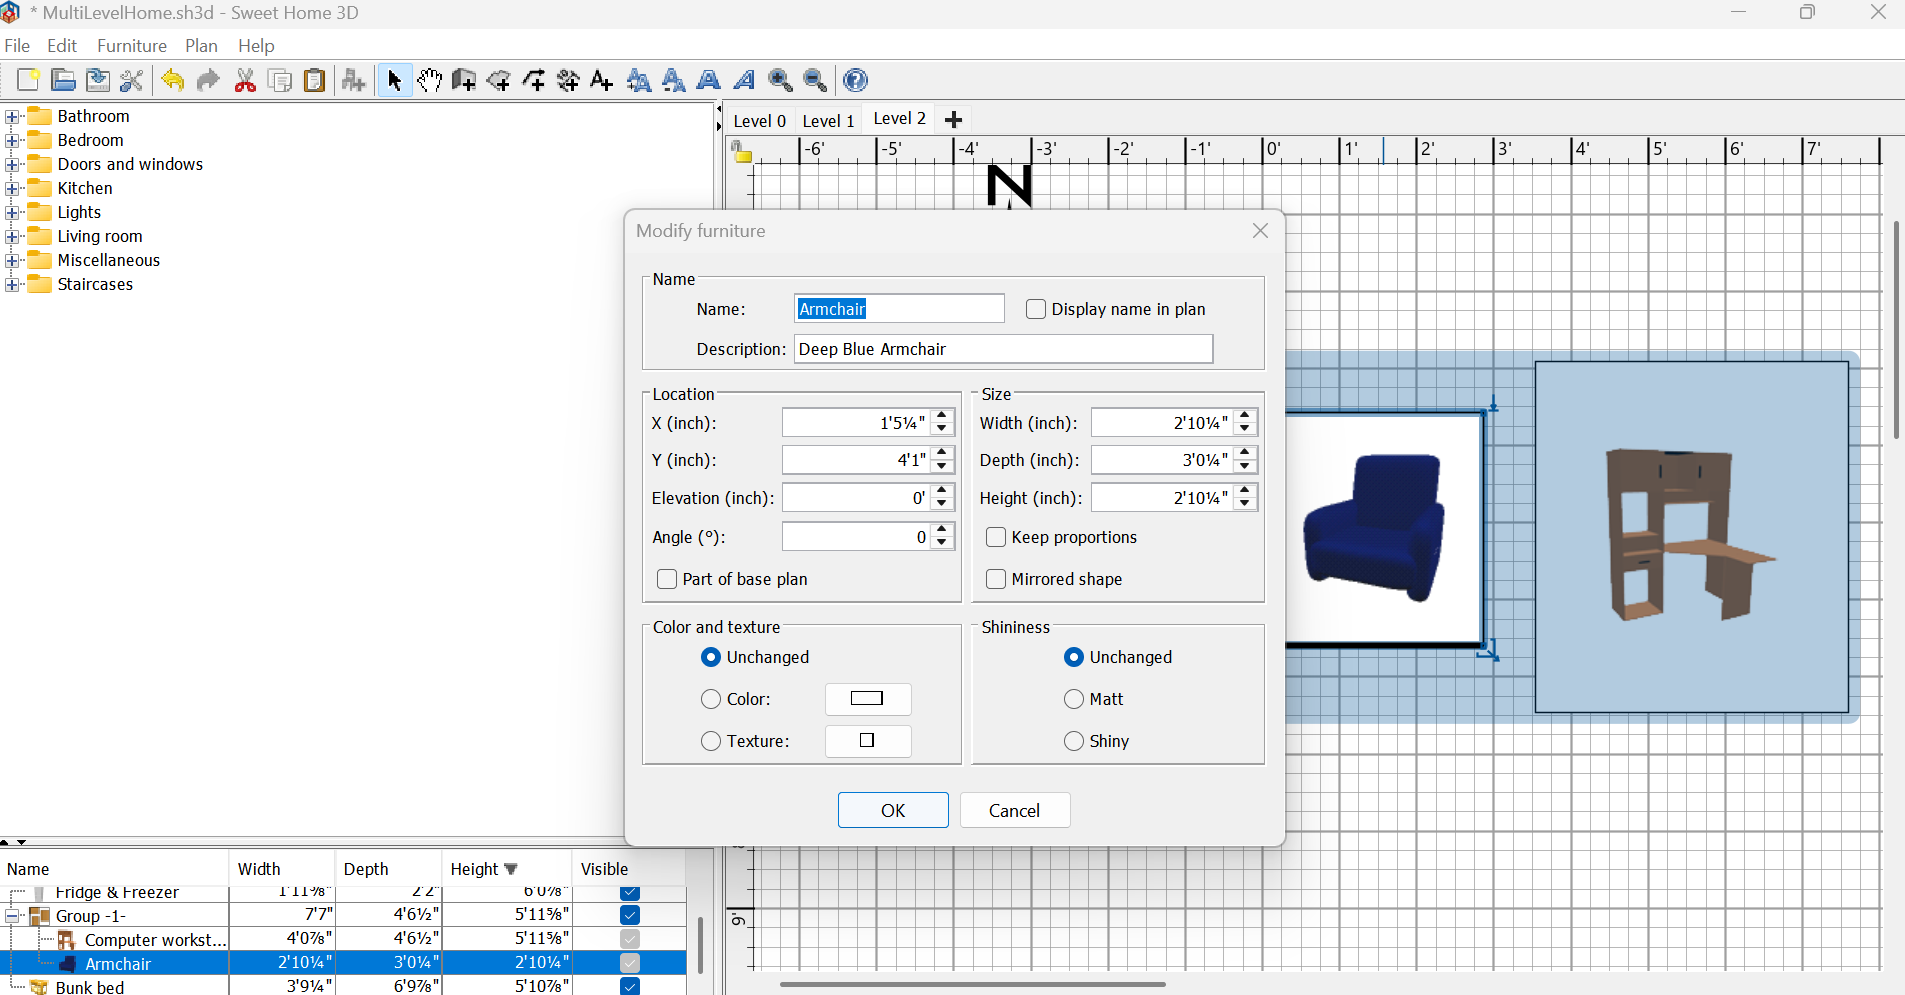 * MultiLevelHome.sh3d - Sweet Home 3D
File Edit Furniture Plan Help
Bathroom
Bedroom
Doors and windows
Kitchen
Lights
Living room
Miscellaneous
Staircases
Level 0 Level 1 Level 2
-6' -5' -4' -3' -2' -1' 0' 1' 2' 3' 4' 5' 6' 7'
N
Modify furniture
Name
Name: Armchair Display name in plan
Description: Deep Blue Armchair
Location
X (inch): 1'5¼"
Y (inch): 4'1"
Elevation (inch): 0'
Angle (º): 0
Part of base plan
Size
Width (inch): 2'10¼"
Depth (inch): 3'0¼"
Height (inch): 2'10¼"
Keep proportions
Mirrored shape
Color and texture
Unchanged
Color:
Texture:
Shininess
Unchanged
Matt
Shiny
OK Cancel
Name Width Depth Height Visible
Fridge & Freezer 1'11⅜" 2'2" 6'0⅞"
Group -1- 7'7" 4'6½" 5'11⅝"
Computer workst... 4'0⅞" 4'6½" 5'11⅝"
Armchair 2'10¼" 3'0¼" 2'10¼"
Bunk bed 3'9¼" 6'9⅞" 5'10⅞"
9'